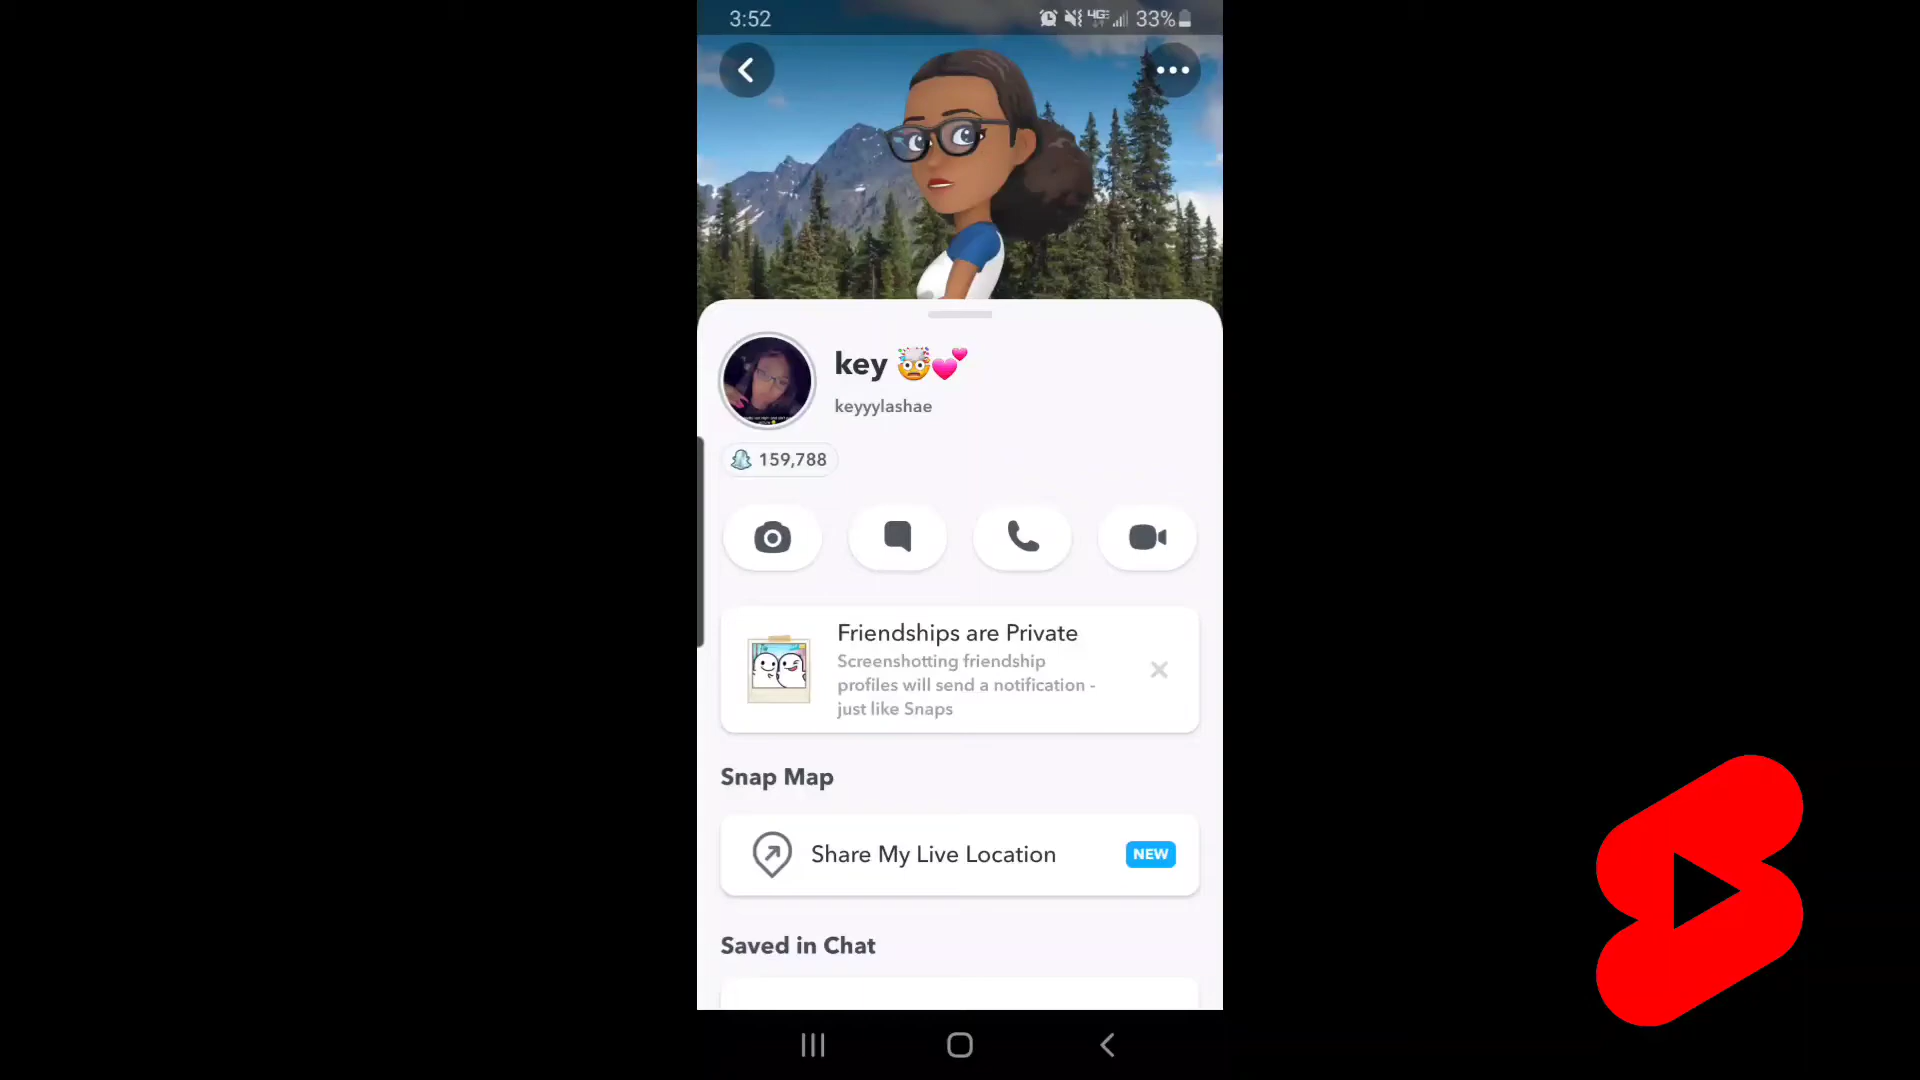 3:52
4GE 33%
key 🤯💕
keyyylashae
159,788
Friendships are Private
Screenshotting friendship
profiles will send a notification -
just like Snaps
Snap Map
Share My Live Location
NEW
Saved in Chat